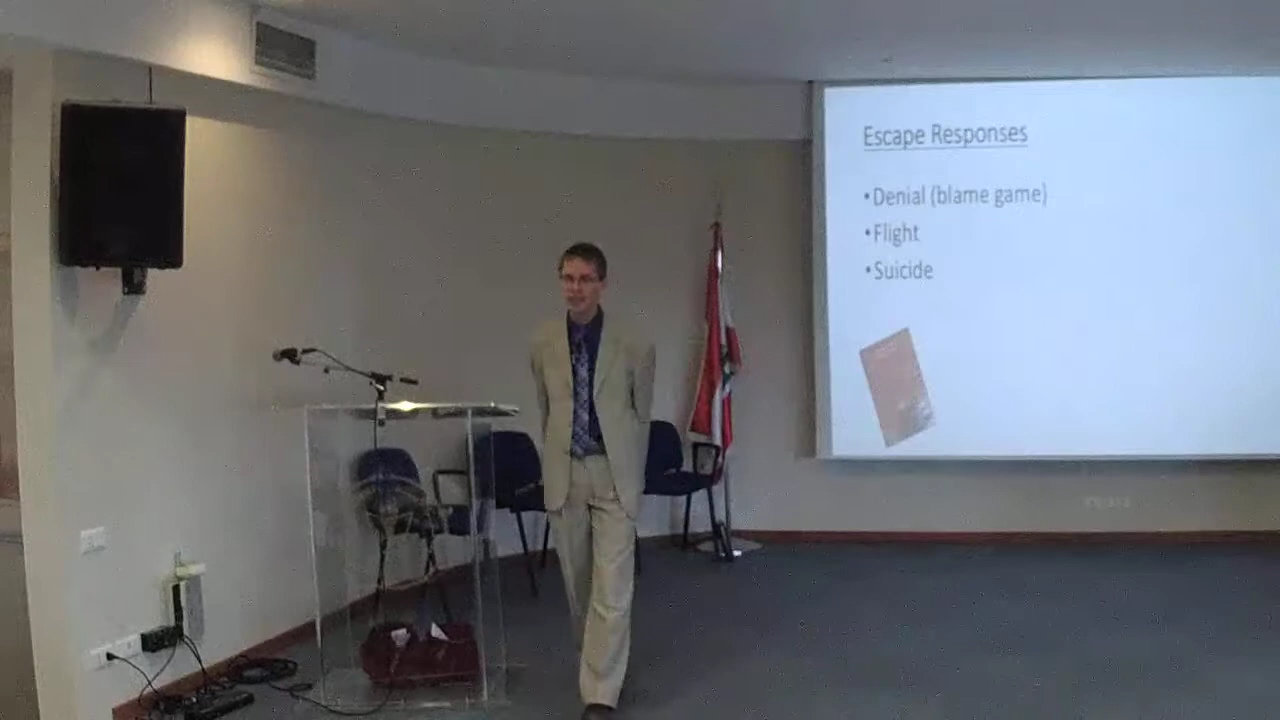 Escape Responses
• Denial (blame game)
• Flight
• Suicide